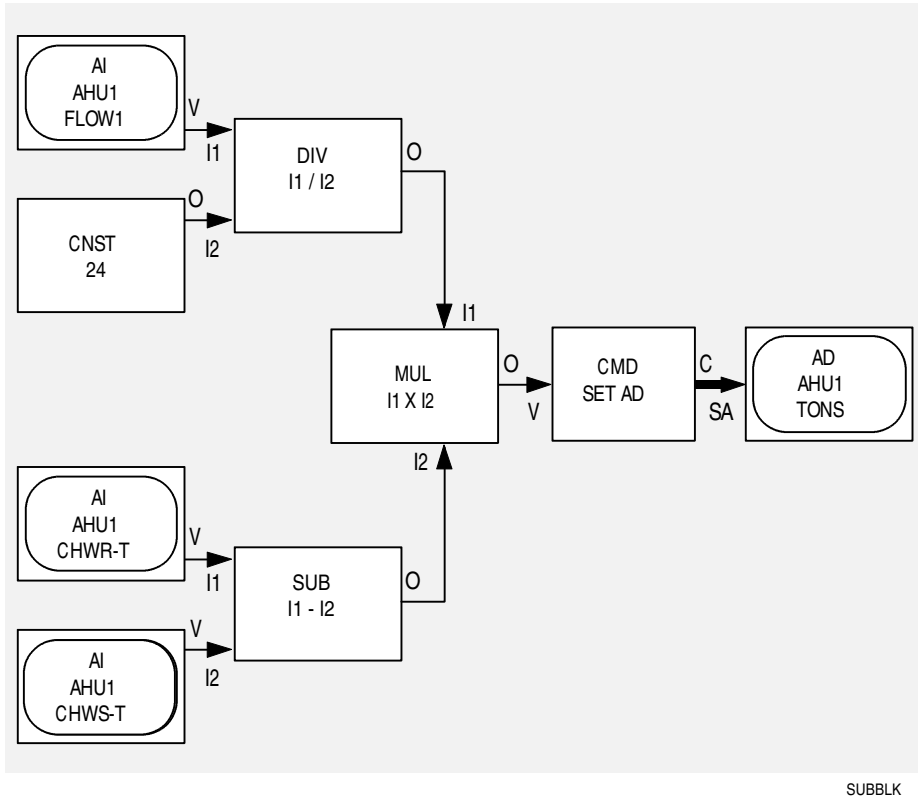 AI
AHU1
FLOW1
V
I1
DIV
I1 / I2
O
CNST
24
O
I2
I1
MUL
I1 X I2
O
V
CMD
SET AD
C
SA
AD
AHU1
TONS
I2
AI
AHU1
CHWR-T
V
I1
SUB
I1 - I2
O
AI
AHU1
CHWS-T
V
I2
SUBBLK